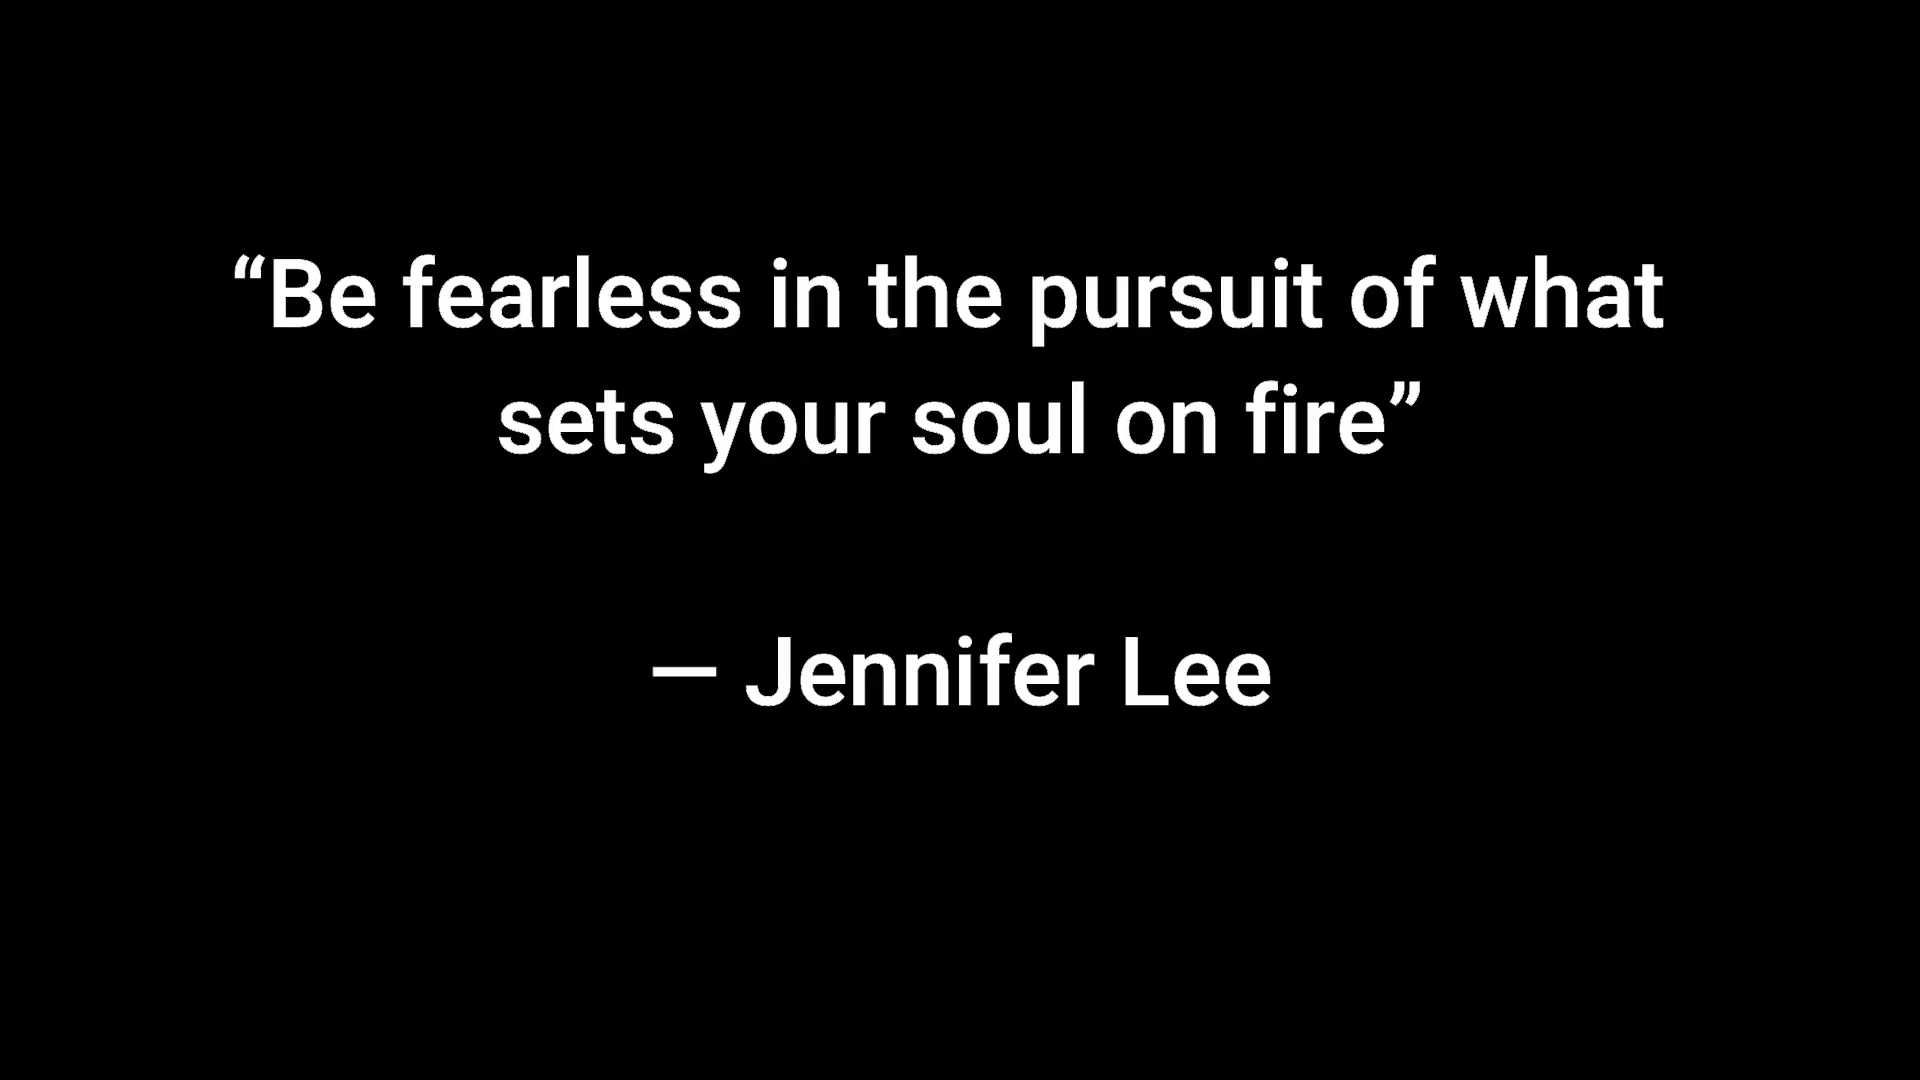 “Be fearless in the pursuit of what
sets your soul on fire”
— Jennifer Lee